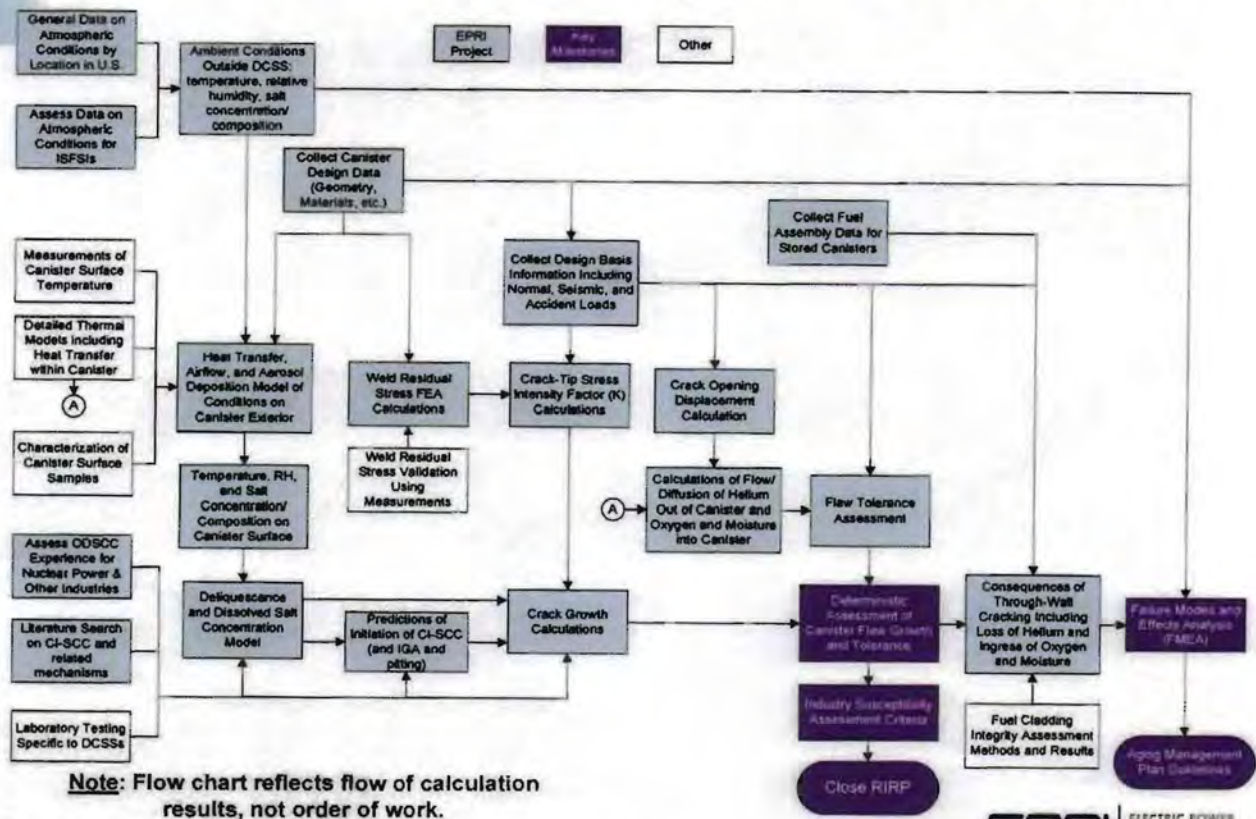 General Data on
Atmospheric
Conditions by
Location in U.S.
Assess Data on
Atmospheric
Conditions for
ISFSIs
Ambient Conditions
Outside DCSS:
temperature, relative
humidity, salt
concentration/
composition
EPRI
Project
Key
Milestones
Other
Collect Canister
Design Data
(Geometry,
Materials, etc.)
Collect Fuel
Assembly Data for
Stored Canisters
Measurements of
Canister Surface
Temperature
Detailed Thermal
Models Including
Heat Transfer
within Canister
A
Characterization of
Canister Surface
Samples
Heat Transfer,
Airflow, and Aerosol
Deposition Model of
Conditions on
Canister Exterior
Weld Residual
Stress FEA
Calculations
Weld Residual
Stress Validation
Using
Measurements
Collect Design Basis
Information Including
Normal, Seismic, and
Accident Loads
Crack-Tip Stress
Intensity Factor (K)
Calculations
Crack Opening
Displacement
Calculation
A
Calculations of Flow/
Diffusion of Helium
Out of Canister and
Oxygen and Moisture
into Canister
Flaw Tolerance
Assessment
Temperature, RH,
and Salt
Concentration/
Composition on
Canister Surface
Assess ODSCC
Experience for
Nuclear Power &
Other Industries
Literature Search
on CI-SCC and
related
mechanisms
Laboratory Testing
Specific to DCSSs
Deliquescence
and Dissolved Salt
Concentration
Model
Predictions of
Initiation of CI-SCC
(and IGA and
pitting)
Crack Growth
Calculations
Deterministic
Assessment of
Canister Flaw Growth
and Tolerance
Consequences of
Through-Wall
Cracking Including
Loss of Helium and
Ingress of Oxygen
and Moisture
Failure Modes and
Effects Analysis
(FMEA)
Industry Susceptibility
Assessment Criteria
Fuel Cladding
Integrity Assessment
Methods and Results
Aging Management
Plan Guidelines
Close RIRP
Note: Flow chart reflects flow of calculation
results, not order of work.
ELECTRIC POWER